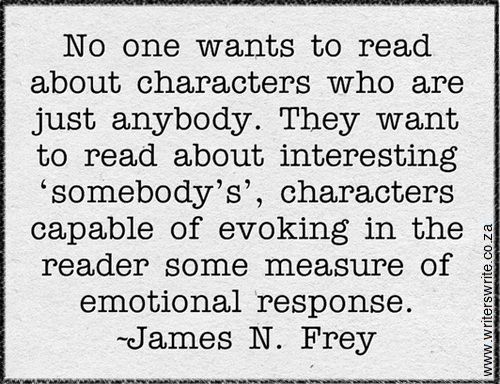 No one wants to read
about characters who are
just anybody. They want
to read about interesting
‘somebody’s’, characters
capable of evoking in the
reader some measure of
emotional response.
~James N. Frey
www.writerswrite.co.za